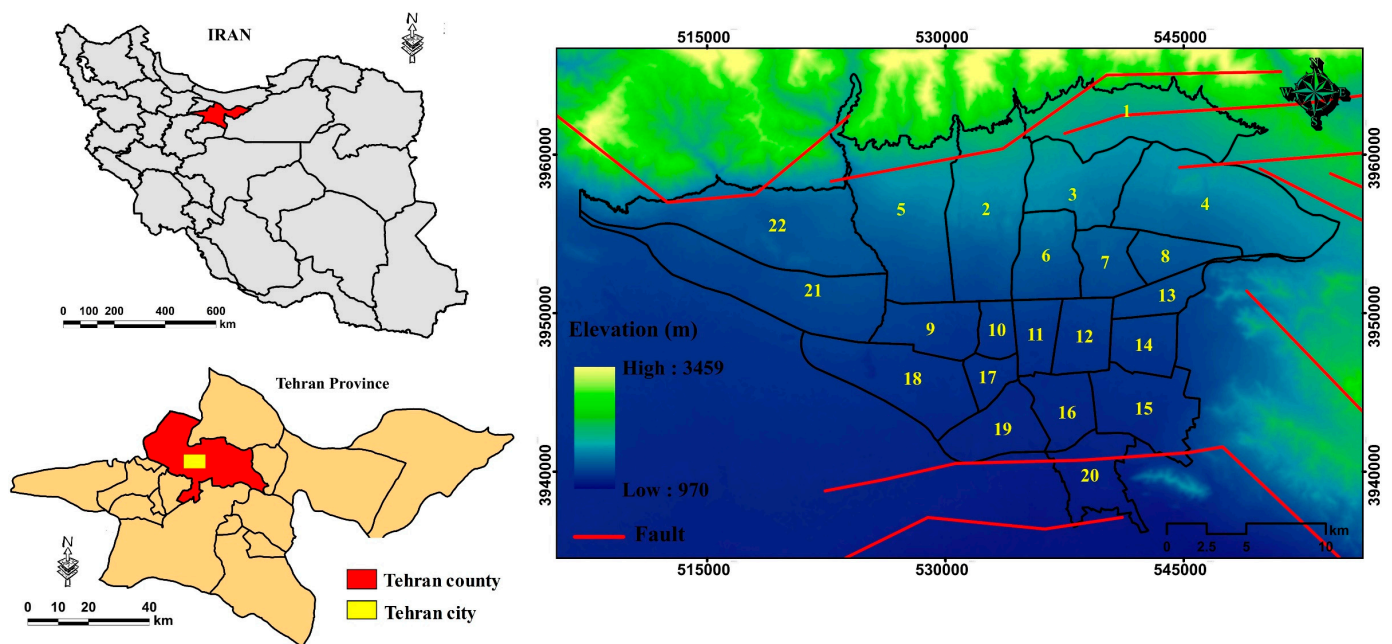 IRAN
N
0 100 200 400 600
km
Tehran Province
N
0 10 20 40
km
Tehran county
Tehran city
515000 530000 545000
3960000
3950000
3940000
N
W E
S
1
3
4
5
2
22
6
7
8
21
13
9
10
11
12
14
18
17
16
15
19
20
Elevation (m)
High : 3459
Low : 970
Fault
0 2.5 5 10
km
3960000
3950000
3940000
515000 530000 545000